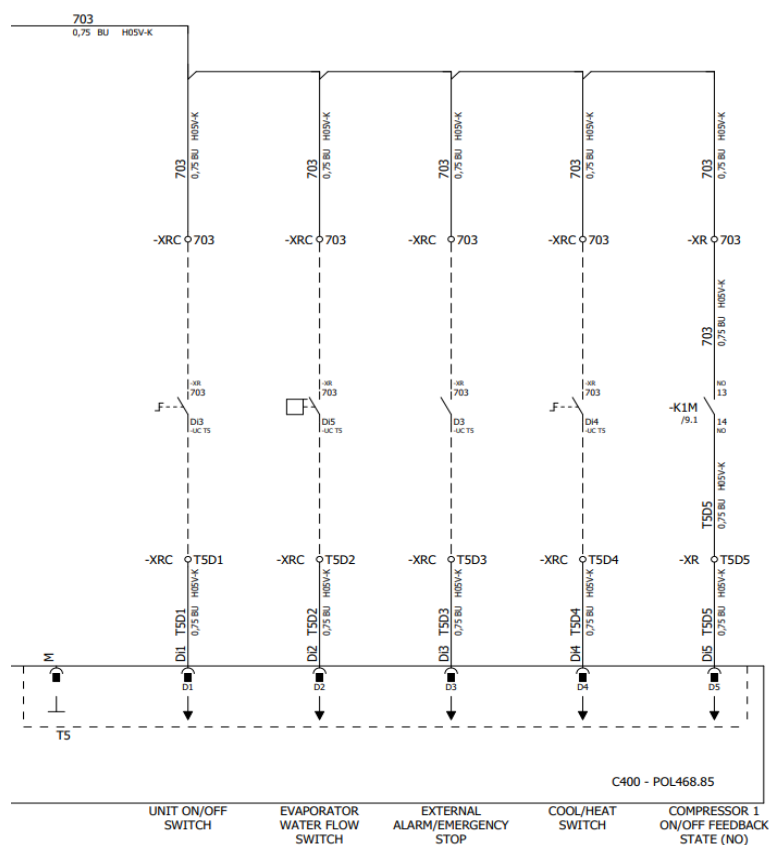 703
0,75 BU H05V-K
703
0,75 BU H05V-K
703
0,75 BU H05V-K
703
0,75 BU H05V-K
703
0,75 BU H05V-K
703
0,75 BU H05V-K
-XRC 703
-XRC 703
-XRC 703
-XRC 703
-XR 703
703
0,75 BU H05V-K
-XR
703
Di3
-UC T5
-XR
703
Di5
-UC T5
-XR
703
D3
-UC T5
-XR
703
Di4
-UC T5
NO
13
-K1M
/9.1
14
NO
T5D5
0,75 BU H05V-K
-XRC T5D1
-XRC T5D2
-XRC T5D3
-XRC T5D4
-XR T5D5
T5D1
0,75 BU H05V-K
T5D2
0,75 BU H05V-K
T5D3
0,75 BU H05V-K
T5D4
0,75 BU H05V-K
T5D5
0,75 BU H05V-K
M
Di1
Di2
Di3
Di4
Di5
D1
D2
D3
D4
D5
T5
C400 - POL468.85
UNIT ON/OFF
SWITCH
EVAPORATOR
WATER FLOW
SWITCH
EXTERNAL
ALARM/EMERGENCY
STOP
COOL/HEAT
SWITCH
COMPRESSOR 1
ON/OFF FEEDBACK
STATE (NO)